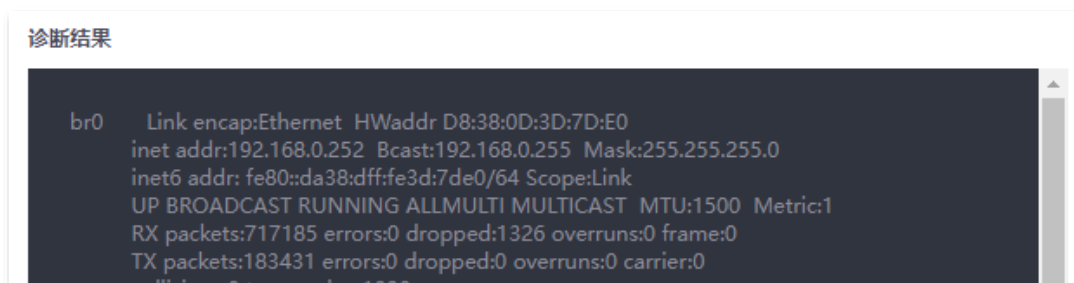 诊断结果
br0 Link encap:Ethernet HWaddr D8:38:0D:3D:7D:E0
inet addr:192.168.0.252 Bcast:192.168.0.255 Mask:255.255.255.0
inet6 addr: fe80::da38:dff:fe3d:7de0/64 Scope:Link
UP BROADCAST RUNNING ALLMULTI MULTICAST MTU:1500 Metric:1
RX packets:717185 errors:0 dropped:1326 overruns:0 frame:0
TX packets:183431 errors:0 dropped:0 overruns:0 carrier:0